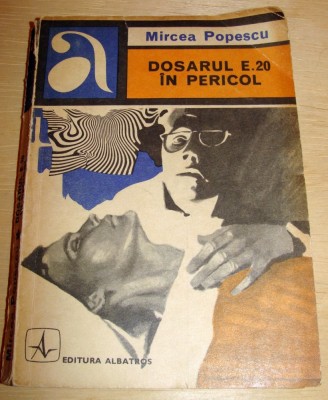 a
Mircea Popescu
DOSARUL E.20
ÎN PERICOL
EDITURA ALBATROS